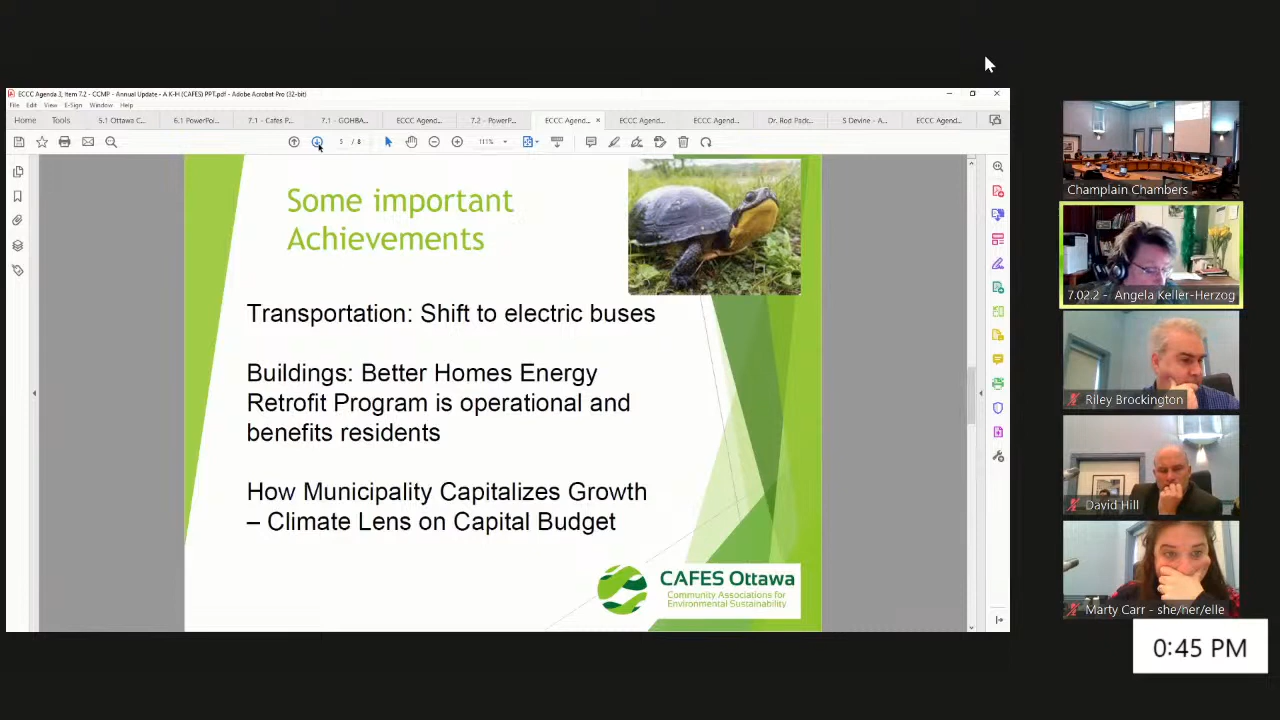 ECCC Agenda 3, Item 7.2 - CCMP - Annual Update - A K-H (CAFES) PPT.pdf - Adobe Acrobat Pro (32-bit)
File Edit View E-Sign Window Help
Home Tools 5.1 Ottawa C... 6.1 PowerPoi... 7.1 - Cafes P... 7.1 - GOHBA... ECCC Agend... 7.2 - PowerP... ECCC Agend... × ECCC Agend... ECCC Agend... Dr. Rod Padc... S Devine - A... ECCC Agend...
5 / 8 111%
Some important
Achievements
Transportation: Shift to electric buses
Buildings: Better Homes Energy
Retrofit Program is operational and
benefits residents
How Municipality Capitalizes Growth
– Climate Lens on Capital Budget
CAFES Ottawa
Community Associations for
Environmental Sustainability
Champlain Chambers
7.02.2 - Angela Keller-Herzog
Riley Brockington
David Hill
Marty Carr - she/her/elle
0:45 PM